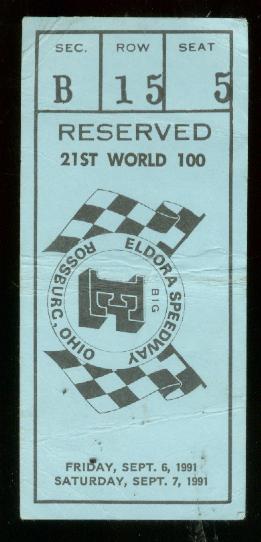 SEC. ROW SEAT
B 15 5
RESERVED
21ST WORLD 100
ELDORA SPEEDWAY
BIG
E
ROSSBURG, OIHO
FRIDAY, SEPT. 6, 1991
SATURDAY, SEPT. 7, 1991